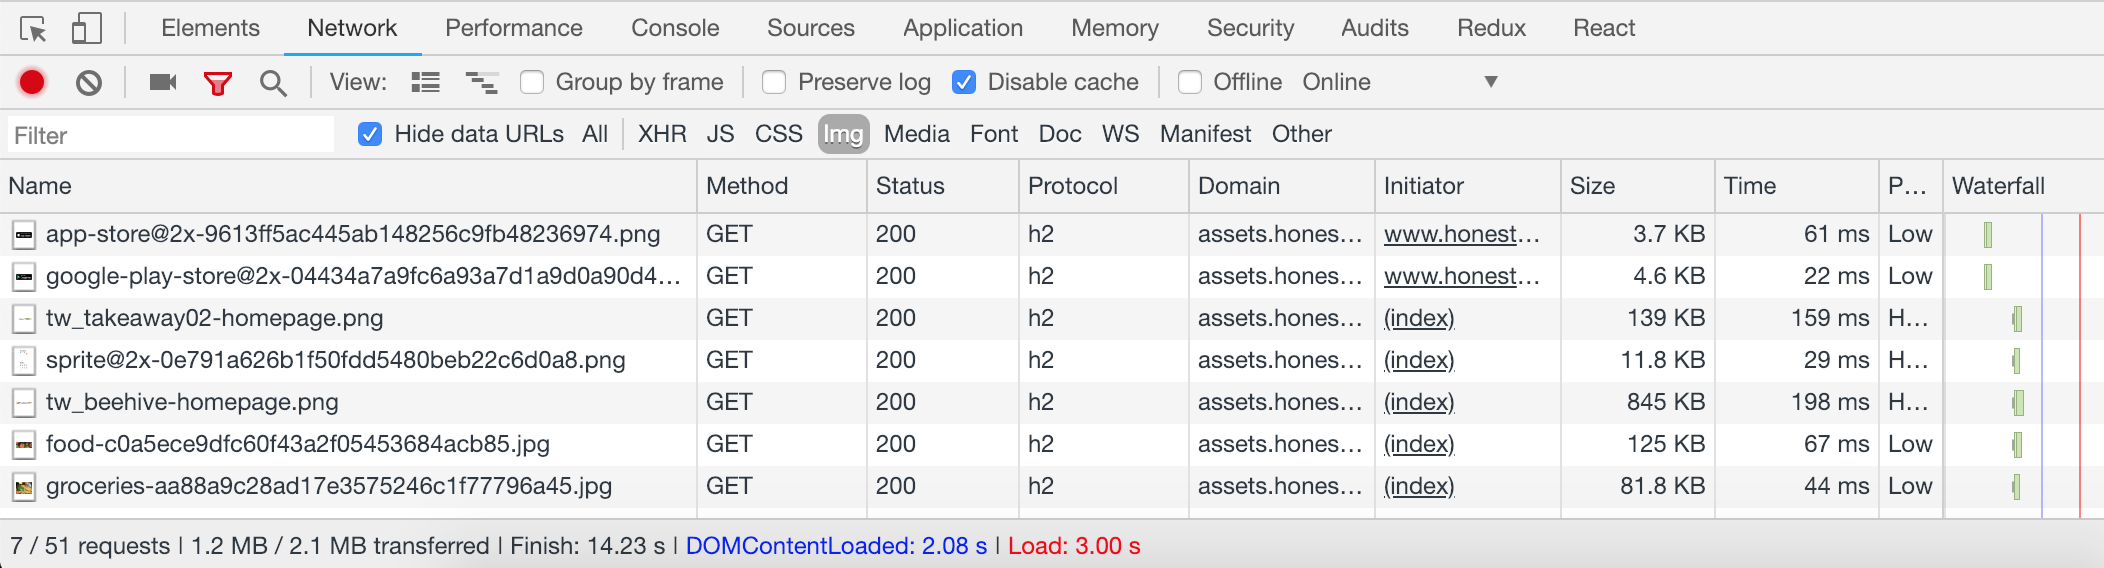 Elements Network Performance Console Sources Application Memory Security Audits Redux React
View: Group by frame Preserve log Disable cache Offline Online
Filter Hide data URLs All XHR JS CSS Img Media Font Doc WS Manifest Other
Name Method Status Protocol Domain Initiator Size Time P... Waterfall
app-store@2x-9613ff5ac445ab148256c9fb48236974.png GET 200 h2 assets.hones... www.honest... 3.7 KB 61 ms Low
google-play-store@2x-04434a7a9fc6a93a7d1a9d0a90d4... GET 200 h2 assets.hones... www.honest... 4.6 KB 22 ms Low
tw_takeaway02-homepage.png GET 200 h2 assets.hones... (index) 139 KB 159 ms H...
sprite@2x-0e791a626b1f50fdd5480beb22c6d0a8.png GET 200 h2 assets.hones... (index) 11.8 KB 29 ms H...
tw_beehive-homepage.png GET 200 h2 assets.hones... (index) 845 KB 198 ms H...
food-c0a5ece9dfc60f43a2f05453684acb85.jpg GET 200 h2 assets.hones... (index) 125 KB 67 ms Low
groceries-aa88a9c28ad17e3575246c1f77796a45.jpg GET 200 h2 assets.hones... (index) 81.8 KB 44 ms Low
7 / 51 requests | 1.2 MB / 2.1 MB transferred | Finish: 14.23 s | DOMContentLoaded: 2.08 s | Load: 3.00 s